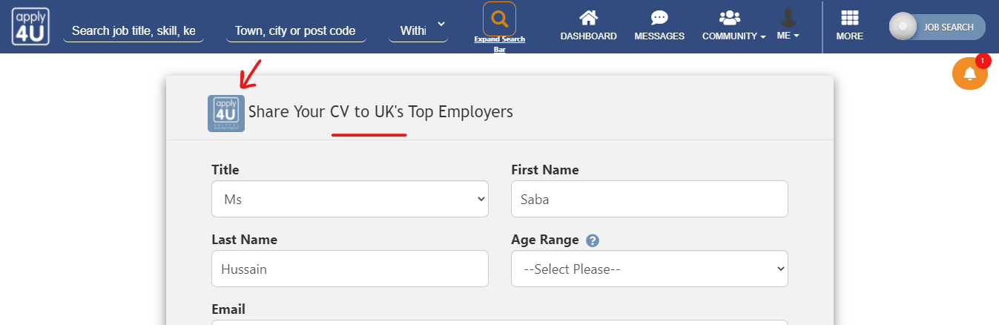 apply
4U
Search job title, skill, ke
Town, city or post code
Withi
Expand Search
Bar
DASHBOARD
MESSAGES
COMMUNITY
ME
MORE
JOB SEARCH
1
apply
4U
HELPFUL
RECRUITMENT
Share Your CV to UK's Top Employers
Title
First Name
Ms
Saba
Last Name
Age Range ?
Hussain
--Select Please--
Email